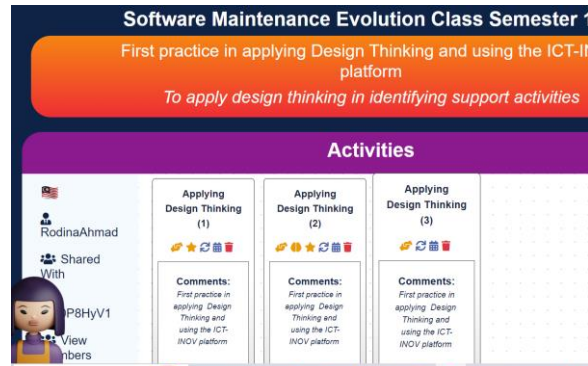 Software Maintenance Evolution Class Semester
First practice in applying Design Thinking and using the
platform
To apply design thinking in identifying support activities
Activities
RodinaAhmad
Shared
With
P8HyV1
View
Applying
Design Thinking
(1)
Comments:
First practice in
applying Design
Thinking and
using the ICT-
INOV platform
Applying
Design Thinking
(2)
Comments:
First practice in
applying Design
Thinking and
using the ICT-
INOV platform
Applying
Design Thinking
(3)
Comments:
First practice in
applying Design
Thinking and
using the ICT-
INOV platform